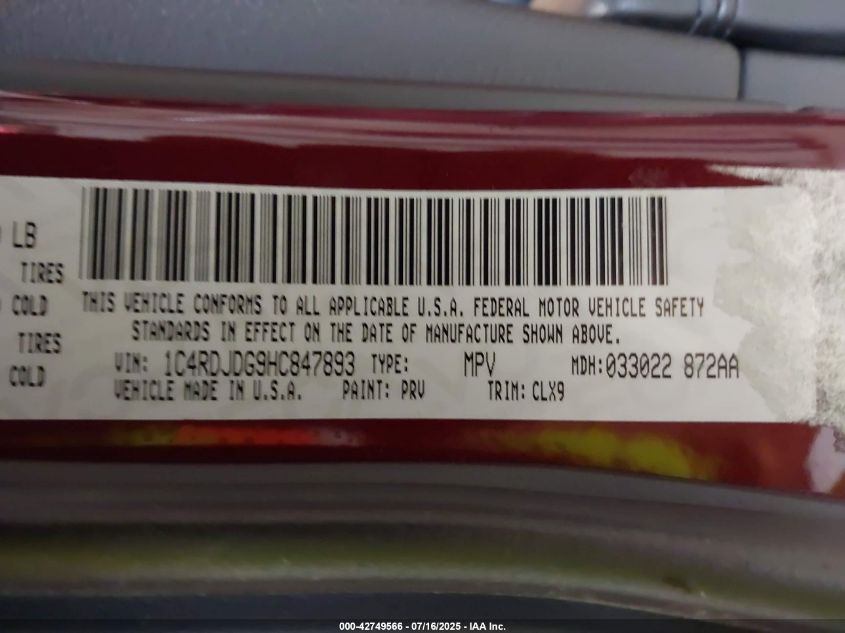 LB
TIRES
COLD
TIRES
COLD
THIS VEHICLE CONFORMS TO ALL APPLICABLE U.S.A. FEDERAL MOTOR VEHICLE SAFETY
STANDARDS IN EFFECT ON THE DATE OF MANUFACTURE SHOWN ABOVE.
VIN: 1C4RDJDG9HC847893 TYPE: MPV MDH:033022 872AA
VEHICLE MADE IN U.S.A. PAINT: PRV TRIM: CLX9
000-42749566 - 07/16/2025 - IAA Inc.